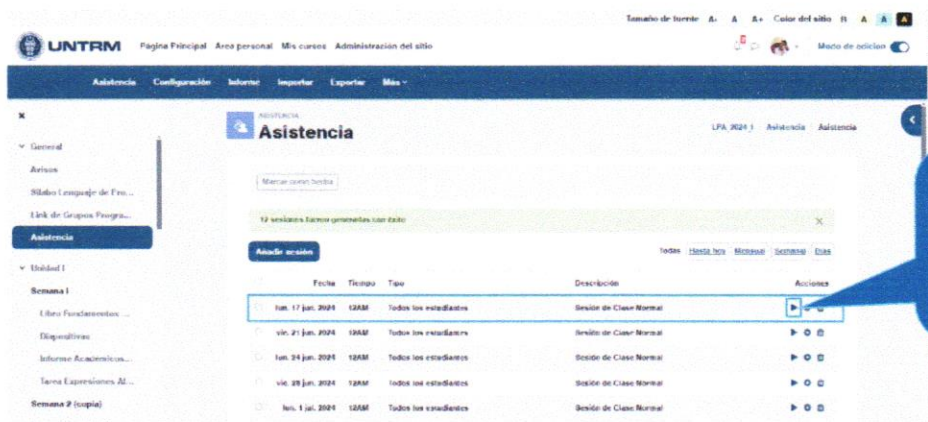 Tamaño de fuente A- A A+ Color del sitio R A A A
UNTRM Página Principal Area personal Mis cursos Administración del sitio Modo de edición
Asistencia Configuración Informe Importar Exportar Más
ASISTENCIA
Asistencia
LPA_2024_I Asistencia Asistencia
General
Avisos
Sílabo Lenguaje de Pro...
Link de Grupos Progra...
Asistencia
Unidad I
Semana 1
Libro Fundamentos ...
Diapositivas
Informe Académicos...
Tarea Expresiones Al...
Semana 2 (copia)
Marcar como hecha
sesiones fueron generadas con éxito
Añadir sesión
Todas Hasta hoy Mensual Semanal Días
Fecha Tiempo Tipo Descripción Acciones
lun. 17 jun. 2024 12AM Todos los estudiantes Sesión de Clase Normal
vie. 21 jun. 2024 12AM Todos los estudiantes Sesión de Clase Normal
lun. 24 jun. 2024 12AM Todos los estudiantes Sesión de Clase Normal
vie. 28 jun. 2024 12AM Todos los estudiantes Sesión de Clase Normal
lun. 1 jul. 2024 12AM Todos los estudiantes Sesión de Clase Normal